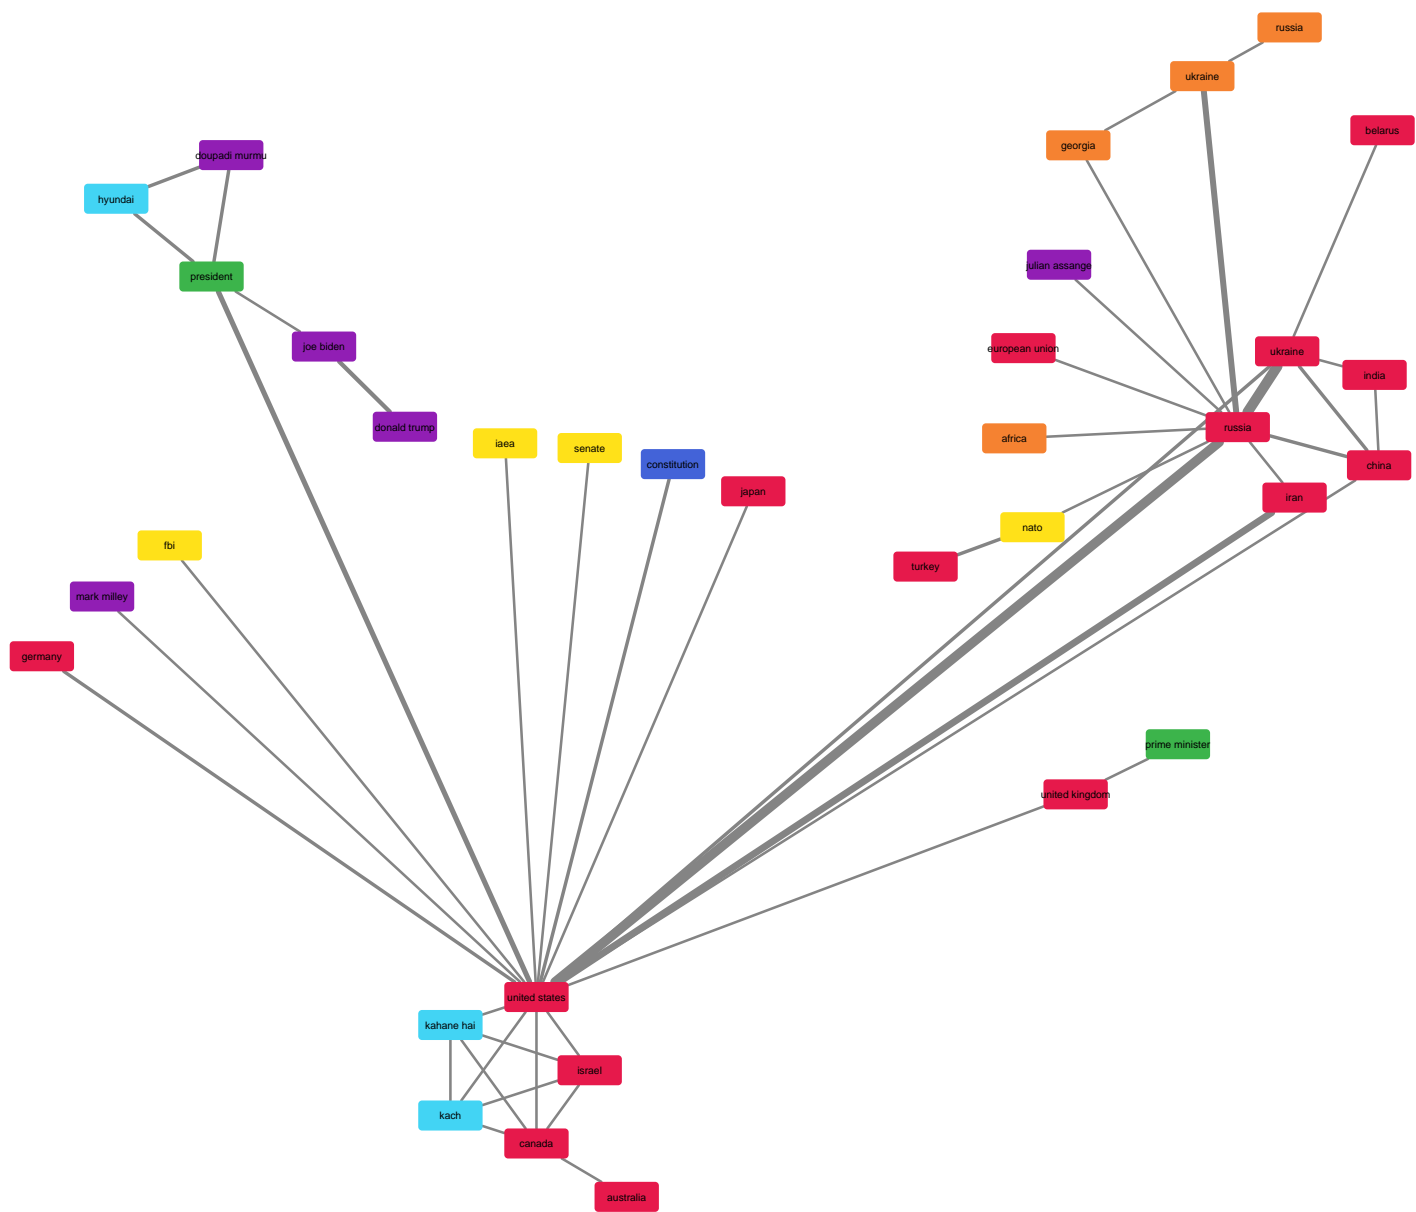 russia
ukraine
belarus
georgia
doupadi murmu
hyundai
julian assange
president
joe biden
european union
ukraine
india
donald trump
russia
africa
iaea
senate
constitution
china
japan
iran
nato
fbi
turkey
mark milley
germany
prime minister
united kingdom
united states
kahane hai
israel
kach
canada
australia